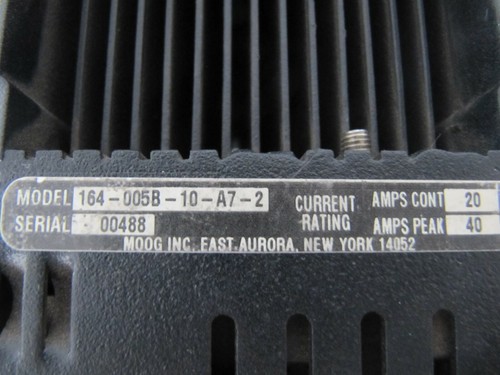 MODEL 164-005B-10-A7-2 CURRENT RATING AMPS CONT 20
SERIAL 00488 AMPS PEAK 40
MOOG INC. EAST AURORA, NEW YORK 14052